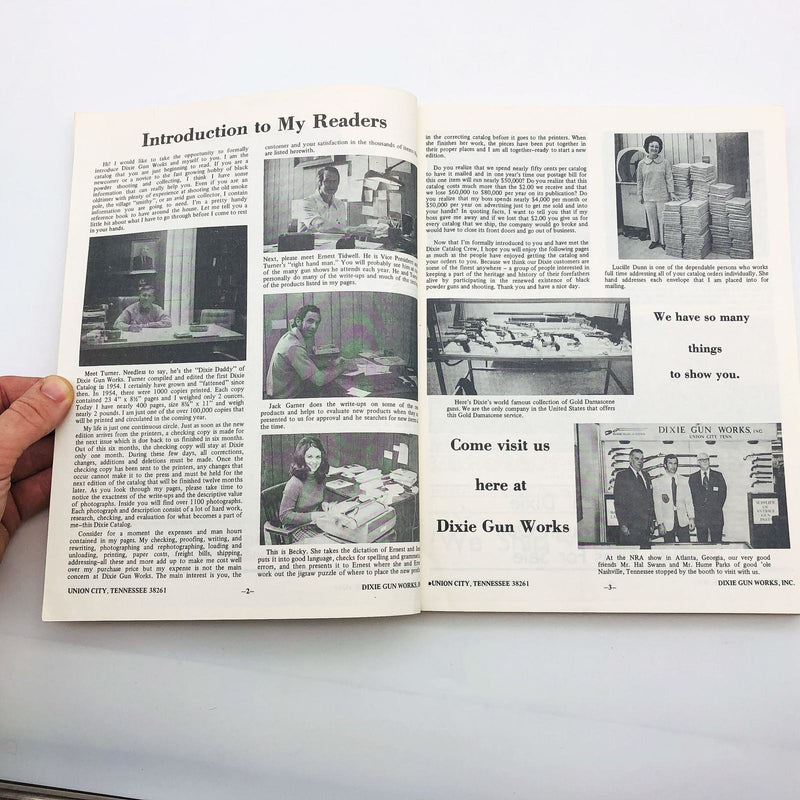 Introduction to My Readers
Hi! I would like to take the opportunity to formally
introduce Dixie Gun Works and myself to you. I am the
catalog that you are just beginning to read. If you are a
newcomer or a novice to the fast growing hobby of black
powder shooting and collecting, I think I have some
information that can really help you. Even if you are an
oldtimer with plenty of experience at shooting the old smoke
pole, the village "smithy", or an avid gun collector, I contain
information you are going to need. I'm a pretty handy
reference book to have around the house. Let me tell you a
little bit about what I have to go through before I come to rest
in your hands.
Meet Turner. Needless to say, he's the "Dixie Daddy" of
Dixie Gun Works. Turner compiled and edited the first Dixie
Catalog in 1954. I certainly have grown and "fattened" since
then. In 1954, there were 1000 copies printed. Each copy
contained 23 4" x 8½" pages and I weighed only 2 ounces.
Today I have nearly 400 pages, size 8¼" x 11" and weigh
nearly 2 pounds. I am just one of the over 100,000 copies that
will be printed and circulated in the coming year.
My life is just one continuous circle. Just as soon as the new
edition arrives from the printers, a checking copy is made for
the next issue which is due back to us finished in six months.
Out of this six months, the checking copy will stay at Dixie
only one month. During these few days, all corrections,
changes, additions and deletions must be made. Once the
checking copy has been sent to the printers, any changes that
occur cannot make it to the press and must be held for the
next edition of the catalog that will be finished twelve months
later. As you look through my pages, please take time to
notice the exactness of the write-ups and the descriptive value
of photographs. Inside you will find over 1100 photographs.
Each photograph and description consist of a lot of hard work,
research, checking, and evaluation for what becomes a part of
me—this Dixie Catalog.
Consider for a moment the expenses and man hours
contained in my pages. My checking, proofing, writing, and
rewriting, photographing and rephotographing, loading and
unloading, printing, paper cost, freight bills, shipping,
addressing-all these and more add up to make me cost well
over my purchase price but my expense is not the main
concern at Dixie Gun Works. The main interest is you, the
customer and your satisfaction in the thousands of items
are listed herewith.
Next, please meet Ernest Tidwell. He is Vice President
Turner's "right hand man." You will probably see him at
of the many gun shows he attends each year. He and
daily in the preparation of my write-ups and much of the
of the products listed in my pages.
Jack Garner does the write-ups on some of the
products and helps to evaluate new products when they
presented to us for approval and he searches for new items
the time.
This is Becky. She takes the dictation of Ernest and
puts it into good language, checks for spelling and
errors, and then presents it to Ernest where she and
work out the jigsaw puzzle of where to place the new
UNION CITY, TENNESSEE 38261
—2—
DIXIE GUN WORKS,
in the correcting catalog before it goes to the printers. When
she finishes her work, the pieces have been put together in
their proper places and I am all together–ready to start a new
edition.
Do you realize that we spend nearly fifty cents per catalog
to have it mailed and in one year's time our postage bill for
this one item will run nearly $50,000? Do you realize that this
catalog costs much more than the $2.00 we receive and that
we lose $60,000 to $80,000 per year on its publication? Do
you realize that my boss spends nearly $4,000 per month or
$50,000 per year on advertising just to get me sold and into
your hands? In quoting facts, I want to tell you that if my
boss gave me away and if we lost that $2.00 you give us for
every catalog that we ship, the company would go broke and
would have to close its front doors and go out of business.
Now that I'm formally introduced to you and have met the
Dixie Catalog Crew, I hope you will enjoy the following pages
as much as the people have enjoyed getting the catalog and
your orders to you. Because we think our Dixie customers are
some of the finest anywhere – a group of people interested in
keeping a part of the heritage and history of their forefathers
alive by participating in the renewed existence of black
powder guns and shooting. Thank you and have a nice day.
Lucille Dunn is one of the dependable persons who works
full time addressing all of your catalog orders individually. She
hand addresses each envelope that I am placed into for
mailing.
We have so many
things
to show you.
Here's Dixie's world famous collection of Gold Damascene
guns. We are the only company in the United States that offers
this Gold Damascene service.
Come visit us
here at
Dixie Gun Works
DIXIE GUN WORKS, INC.
UNION CITY, TENN.
At the NRA show in Atlanta, Georgia, our very good
friends Mr. Hal Swann and Mr. Hume Parks of good 'ole
Nashville, Tennessee stopped by the booth to visit with us.
●UNION CITY, TENNESSEE 38261
—3—
DIXIE GUN WORKS, INC.